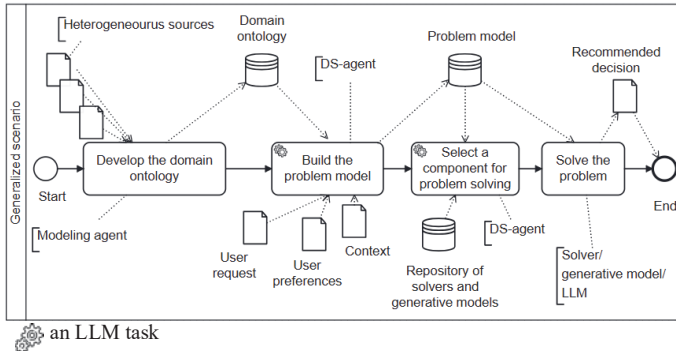 Generalized scenario
Heterogeneourus sources
Domain
ontology
DS-agent
Problem model
Recommended
decision
Develop the domain
ontology
Build the
problem model
Select a
component for
problem solving
Solve the
problem
Start
End
Modeling agent
User
request
User
preferences
Context
Repository of
solvers and
generative models
DS-agent
Solver/
generative model/
LLM
an LLM task